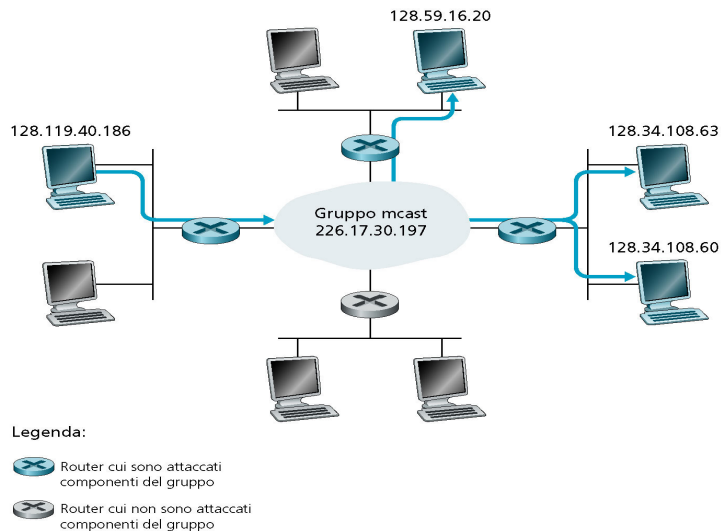 128.59.16.20
128.119.40.186
128.34.108.63
Gruppo mcast
226.17.30.197
128.34.108.60
Legenda:
Router cui sono attaccati
componenti del gruppo
Router cui non sono attaccati
componenti del gruppo